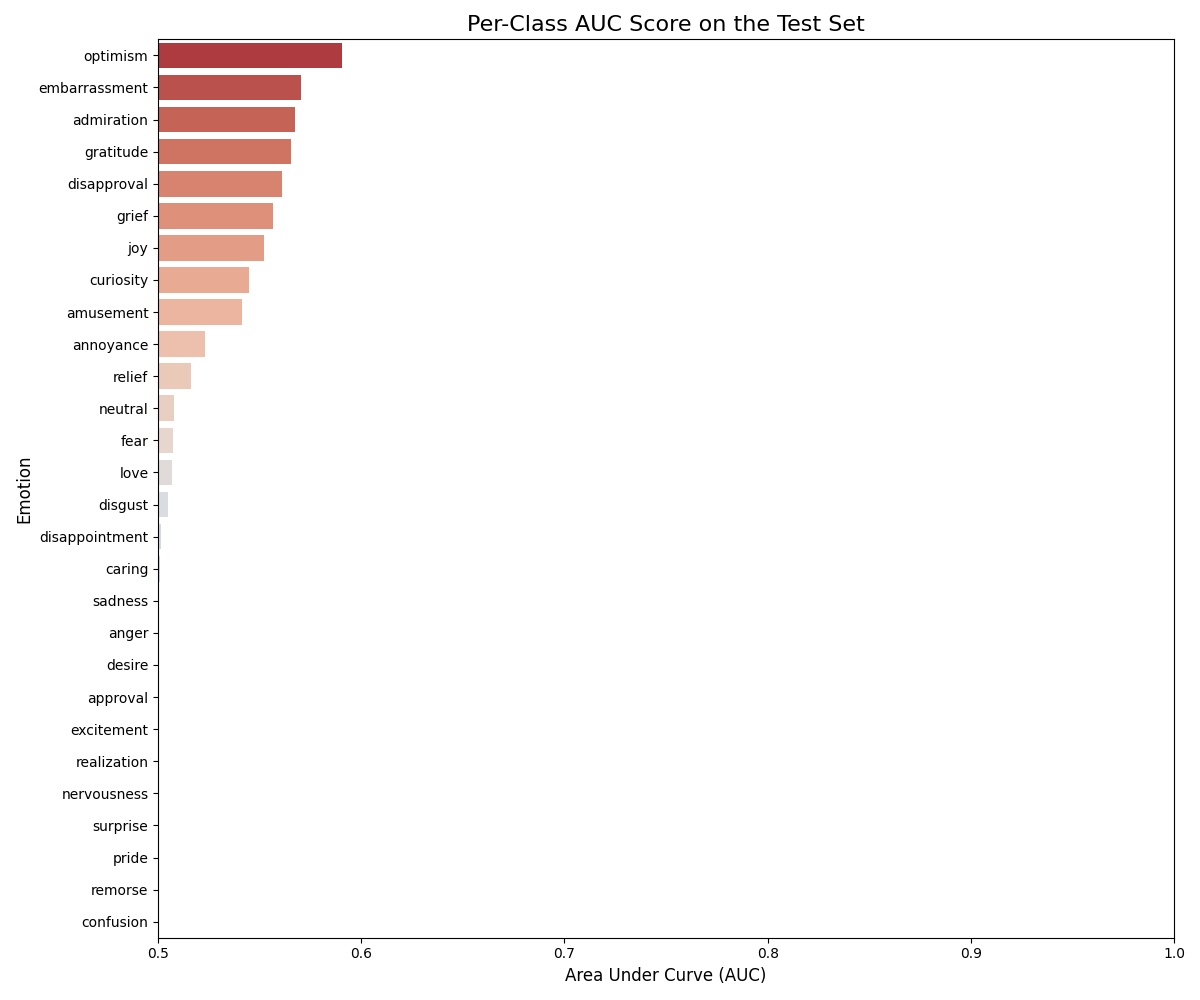 Per-Class AUC Score on the Test Set
Emotion
optimism
embarrassment
admiration
gratitude
disapproval
grief
joy
curiosity
amusement
annoyance
relief
neutral
fear
love
disgust
disappointment
caring
sadness
anger
desire
approval
excitement
realization
nervousness
surprise
pride
remorse
confusion
0.5 0.6 0.7 0.8 0.9 1.0
Area Under Curve (AUC)